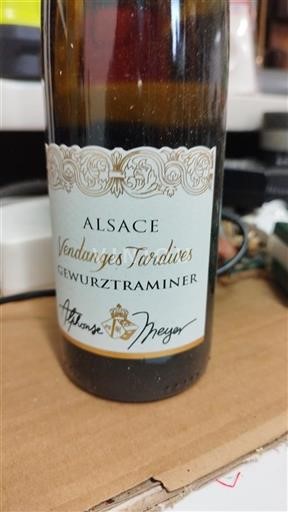 ALSACE
Vendanges Tardives
GEWURZTRAMINER
Alphonse Meyer